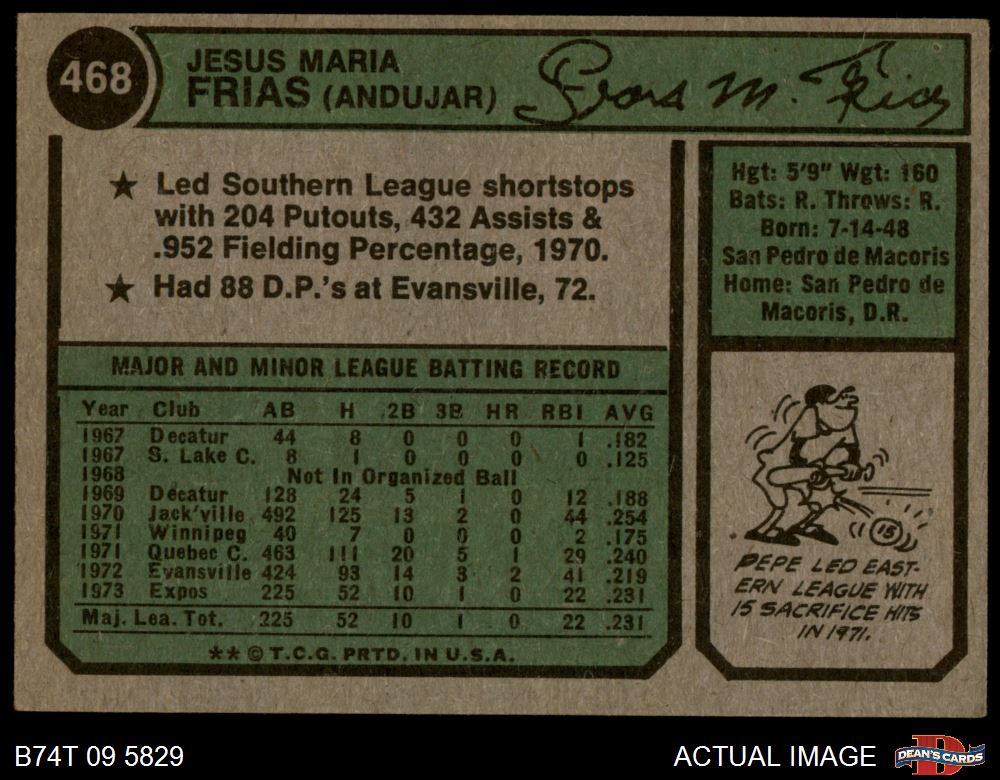 468
JESUS MARIA
FRIAS (ANDUJAR)
Jesus M. Frias
★ Led Southern League shortstops
with 204 Putouts, 432 Assists &
.952 Fielding Percentage, 1970.
★ Had 88 D.P.'s at Evansville, 72.
Hgt: 5'9" Wgt: 160
Bats: R. Throws: R.
Born: 7-14-48
San Pedro de Macoris
Home: San Pedro de
Macoris, D.R.
MAJOR AND MINOR LEAGUE BATTING RECORD
Year Club AB H 2B 3B HR RBI AVG
1967 Decatur 44 8 0 0 0 1 .182
1967 S. Lake C. 8 1 0 0 0 0 .125
1968 Not In Organized Ball
1969 Decatur 128 24 5 1 0 12 .188
1970 Jack'ville 492 125 13 2 0 44 .254
1971 Winnipeg 40 7 0 0 0 2 .175
1971 Quebec C. 463 111 20 5 1 29 .240
1972 Evansville 424 93 14 3 2 41 .219
1973 Expos 225 52 10 1 0 22 .231
Maj. Lea. Tot. 225 52 10 1 0 22 .231
** © T.C.G. PRTD. IN U.S.A.
15
PEPE LED EAST-
ERN LEAGUE WITH
15 SACRIFICE HITS
IN 1971.
B74T 09 5829
ACTUAL IMAGE
D
DEAN'S CARDS